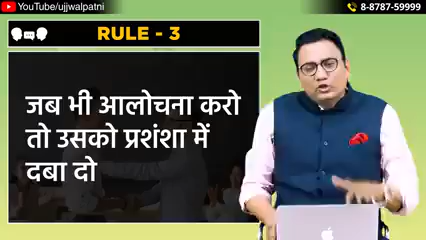 YouTube/ujjwalpatni
8-8787-59999
RULE - 3
जब भी आलोचना करो
तो उसको प्रशंशा में
दबा दो